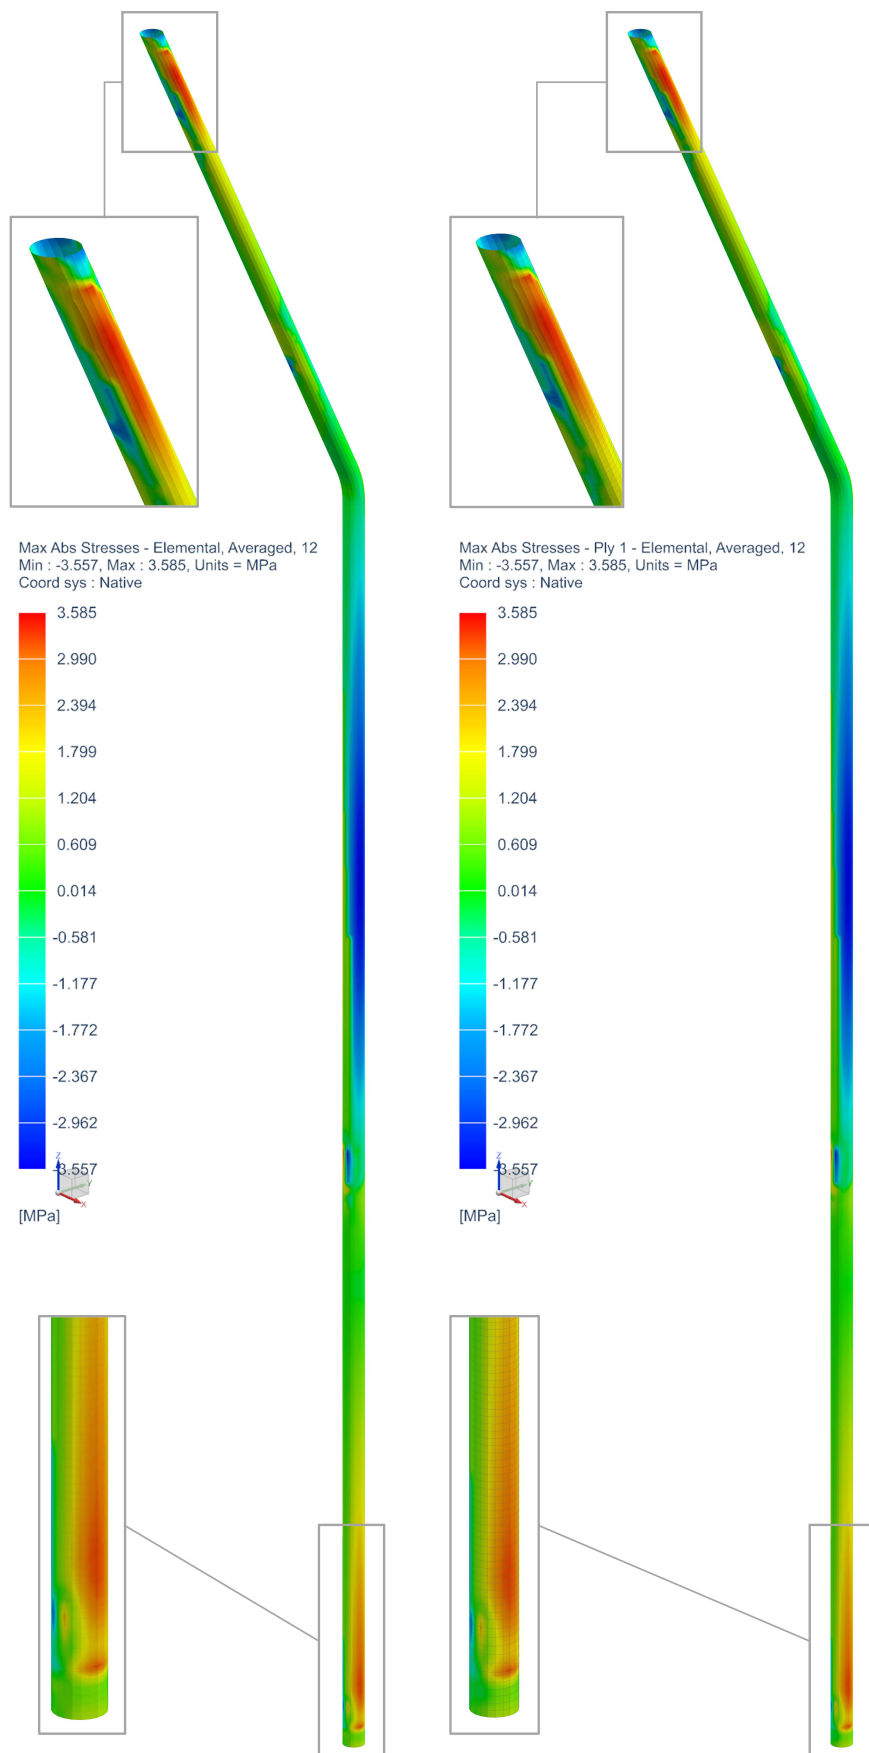 Max Abs Stresses - Elemental, Averaged, 12
Min : -3.557, Max : 3.585, Units = MPa
Coord sys : Native
3.585
2.990
2.394
1.799
1.204
0.609
0.014
-0.581
-1.177
-1.772
-2.367
-2.962
-3.557
Z
Y
X
[MPa]
Max Abs Stresses - Ply 1 - Elemental, Averaged, 12
Min : -3.557, Max : 3.585, Units = MPa
Coord sys : Native
3.585
2.990
2.394
1.799
1.204
0.609
0.014
-0.581
-1.177
-1.772
-2.367
-2.962
-3.557
Z
Y
X
[MPa]